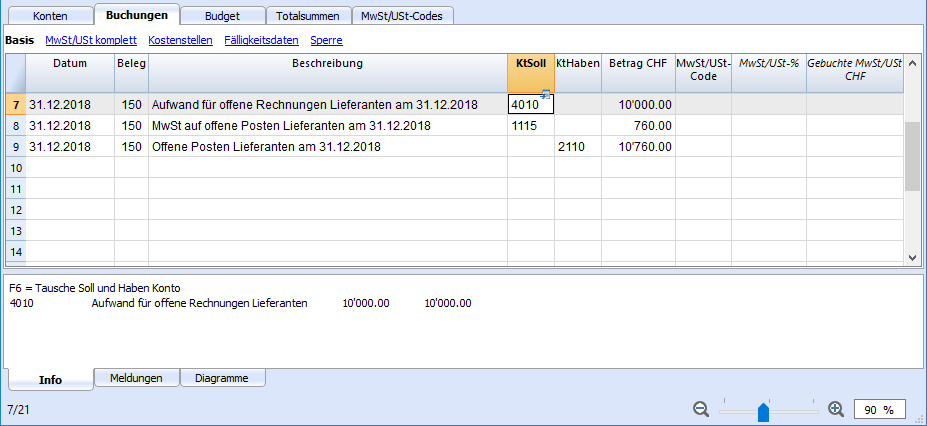 Konten Buchungen Budget Totalsummen MwSt/USt-Codes
Basis MwSt/USt komplett Kostenstellen Fälligkeitsdaten Sperre
Datum Beleg Beschreibung KtSoll KtHaben Betrag CHF MwSt/USt-Code MwSt/USt-% Gebuchte MwSt/USt CHF
7 31.12.2018 150 Aufwand für offene Rechnungen Lieferanten am 31.12.2018 4010 10'000.00
8 31.12.2018 150 MwSt auf offene Posten Lieferanten am 31.12.2018 1115 760.00
9 31.12.2018 150 Offene Posten Lieferanten am 31.12.2018 2110 10'760.00
10
11
12
13
14
F6 = Tausche Soll und Haben Konto
4010 Aufwand für offene Rechnungen Lieferanten 10'000.00 10'000.00
Info Meldungen Diagramme
7/21 90 %